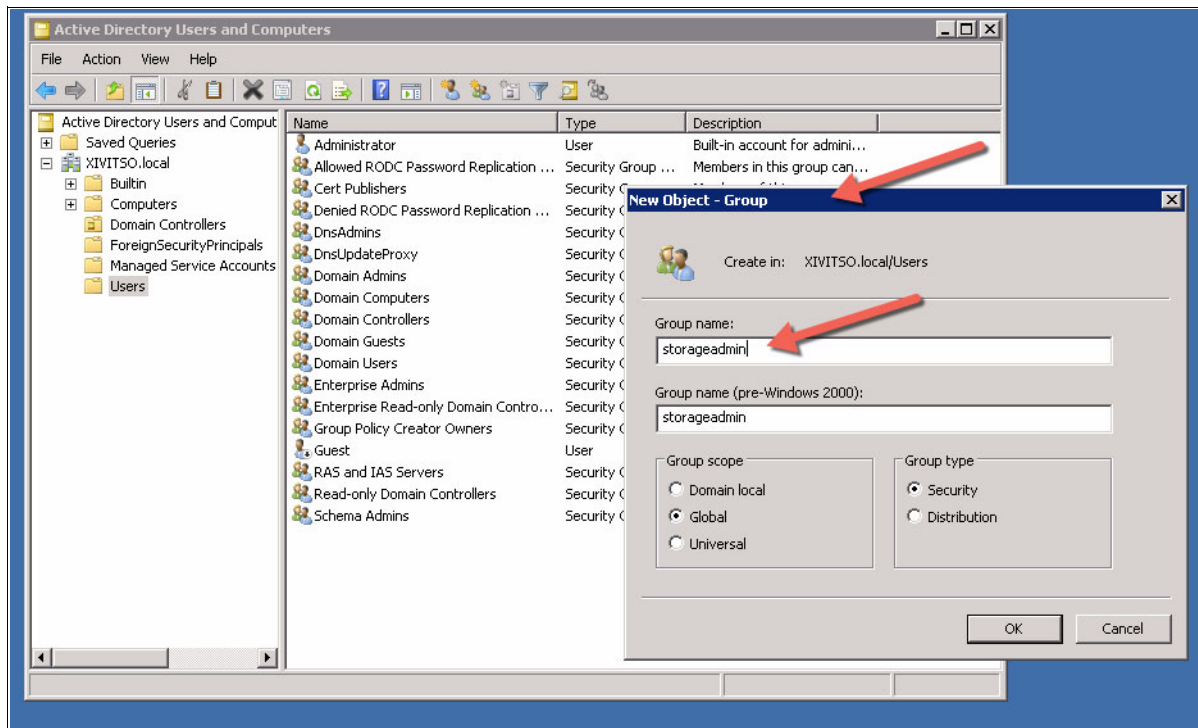 Active Directory Users and Computers
File Action View Help
Active Directory Users and Comput
Saved Queries
XIVITSO.local
Builtin
Computers
Domain Controllers
ForeignSecurityPrincipals
Managed Service Accounts
Users
Name Type Description
Administrator User Built-in account for admini...
Allowed RODC Password Replication ... Security Group ... Members in this group can...
Cert Publishers Security
Denied RODC Password Replication ... Security
DnsAdmins Security
DnsUpdateProxy Security
Domain Admins Security
Domain Computers Security
Domain Controllers Security
Domain Guests Security
Domain Users Security
Enterprise Admins Security
Enterprise Read-only Domain Contro... Security
Group Policy Creator Owners Security
Guest User
RAS and IAS Servers Security
Read-only Domain Controllers Security
Schema Admins Security
New Object - Group
Create in: XIVITSO.local/Users
Group name:
storageadmin
Group name (pre-Windows 2000):
storageadmin
Group scope
Domain local
Global
Universal
Group type
Security
Distribution
OK Cancel